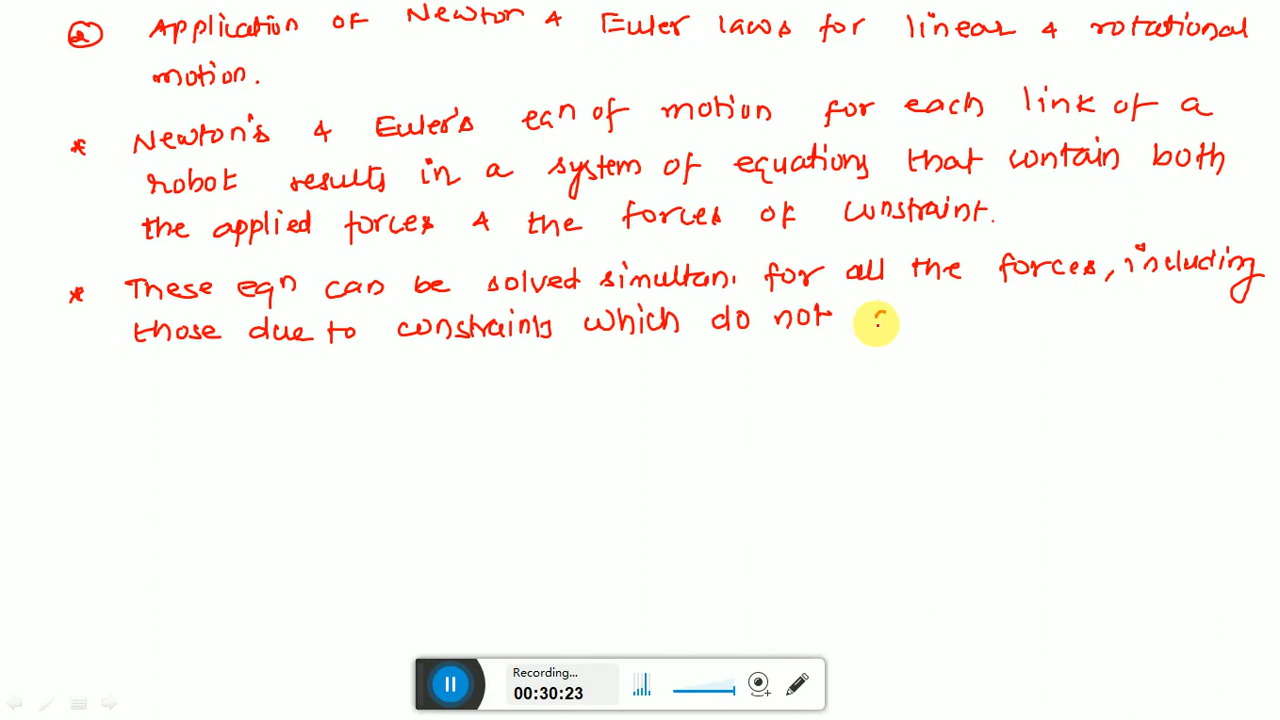 ② Application of Newton & Euler laws for linear & rotational
motion.
* Newton's & Euler's eqn of motion for each link of a
robot results in a system of equations that contain both
the applied forces & the forces of constraint.
* These eqn can be solved simultan. for all the forces, including
those due to constraints which do not
Recording...
00:30:23